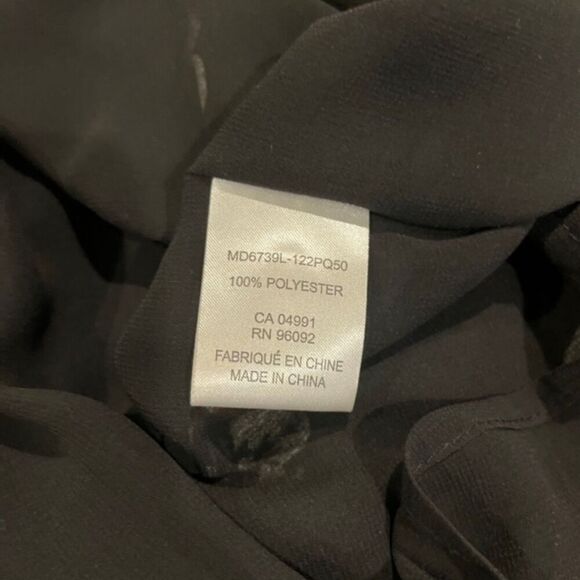 MD6739L-122PQ50
100% POLYESTER
CA 04991
RN 96092
FABRIQUÉ EN CHINE
MADE IN CHINA